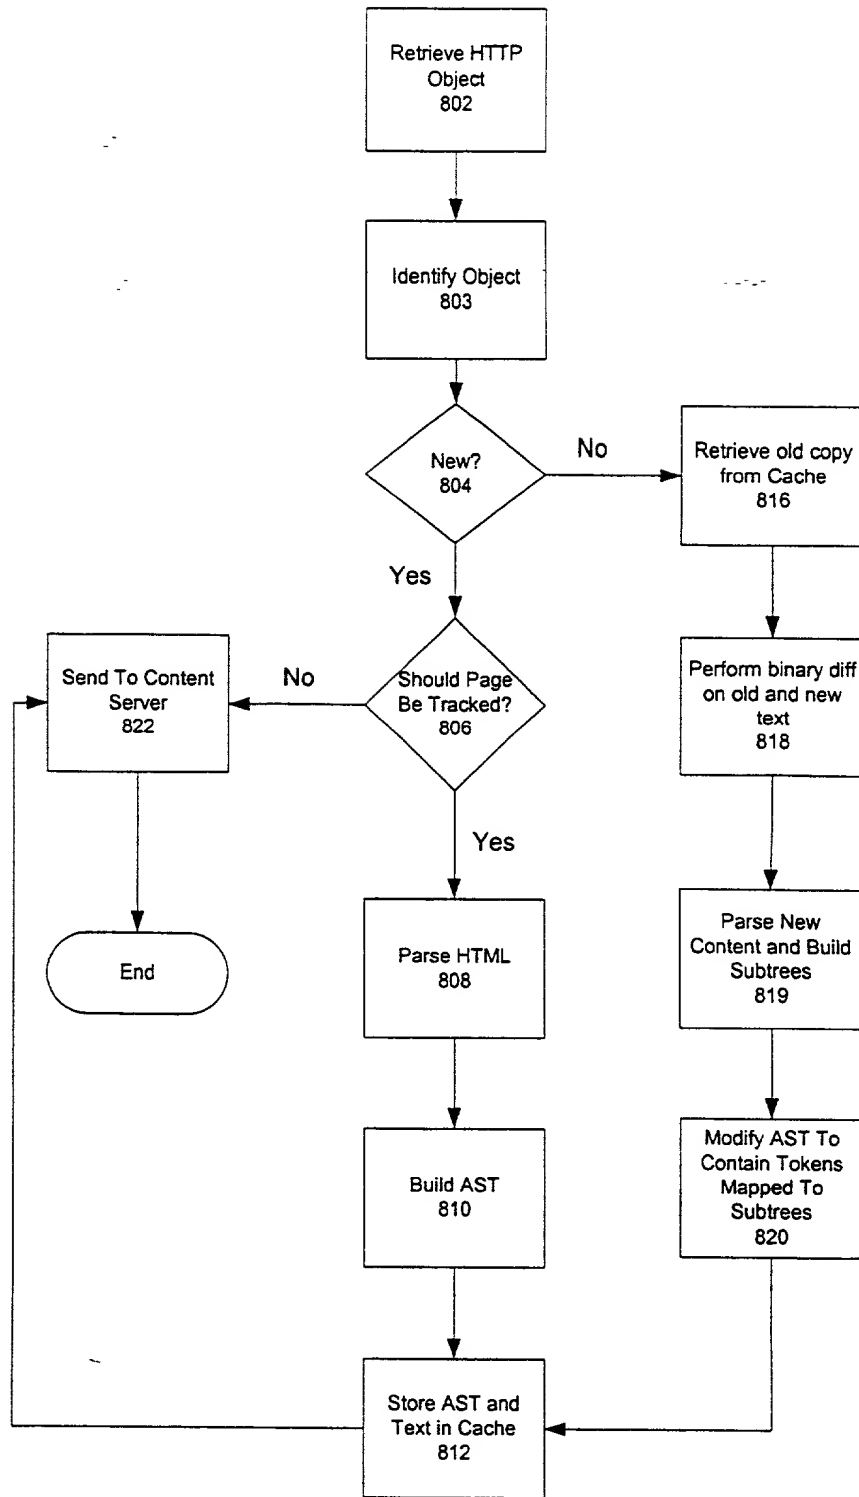 Retrieve HTTP
Object
802
Identify Object
803
New?
804
No
Retrieve old copy
from Cache
816
Yes
Send To Content
Server
822
No
Should Page
Be Tracked?
806
Perform binary diff
on old and new
text
818
Yes
End
Parse HTML
808
Parse New
Content and Build
Subtrees
819
Build AST
810
Modify AST To
Contain Tokens
Mapped To
Subtrees
820
Store AST and
Text in Cache
812